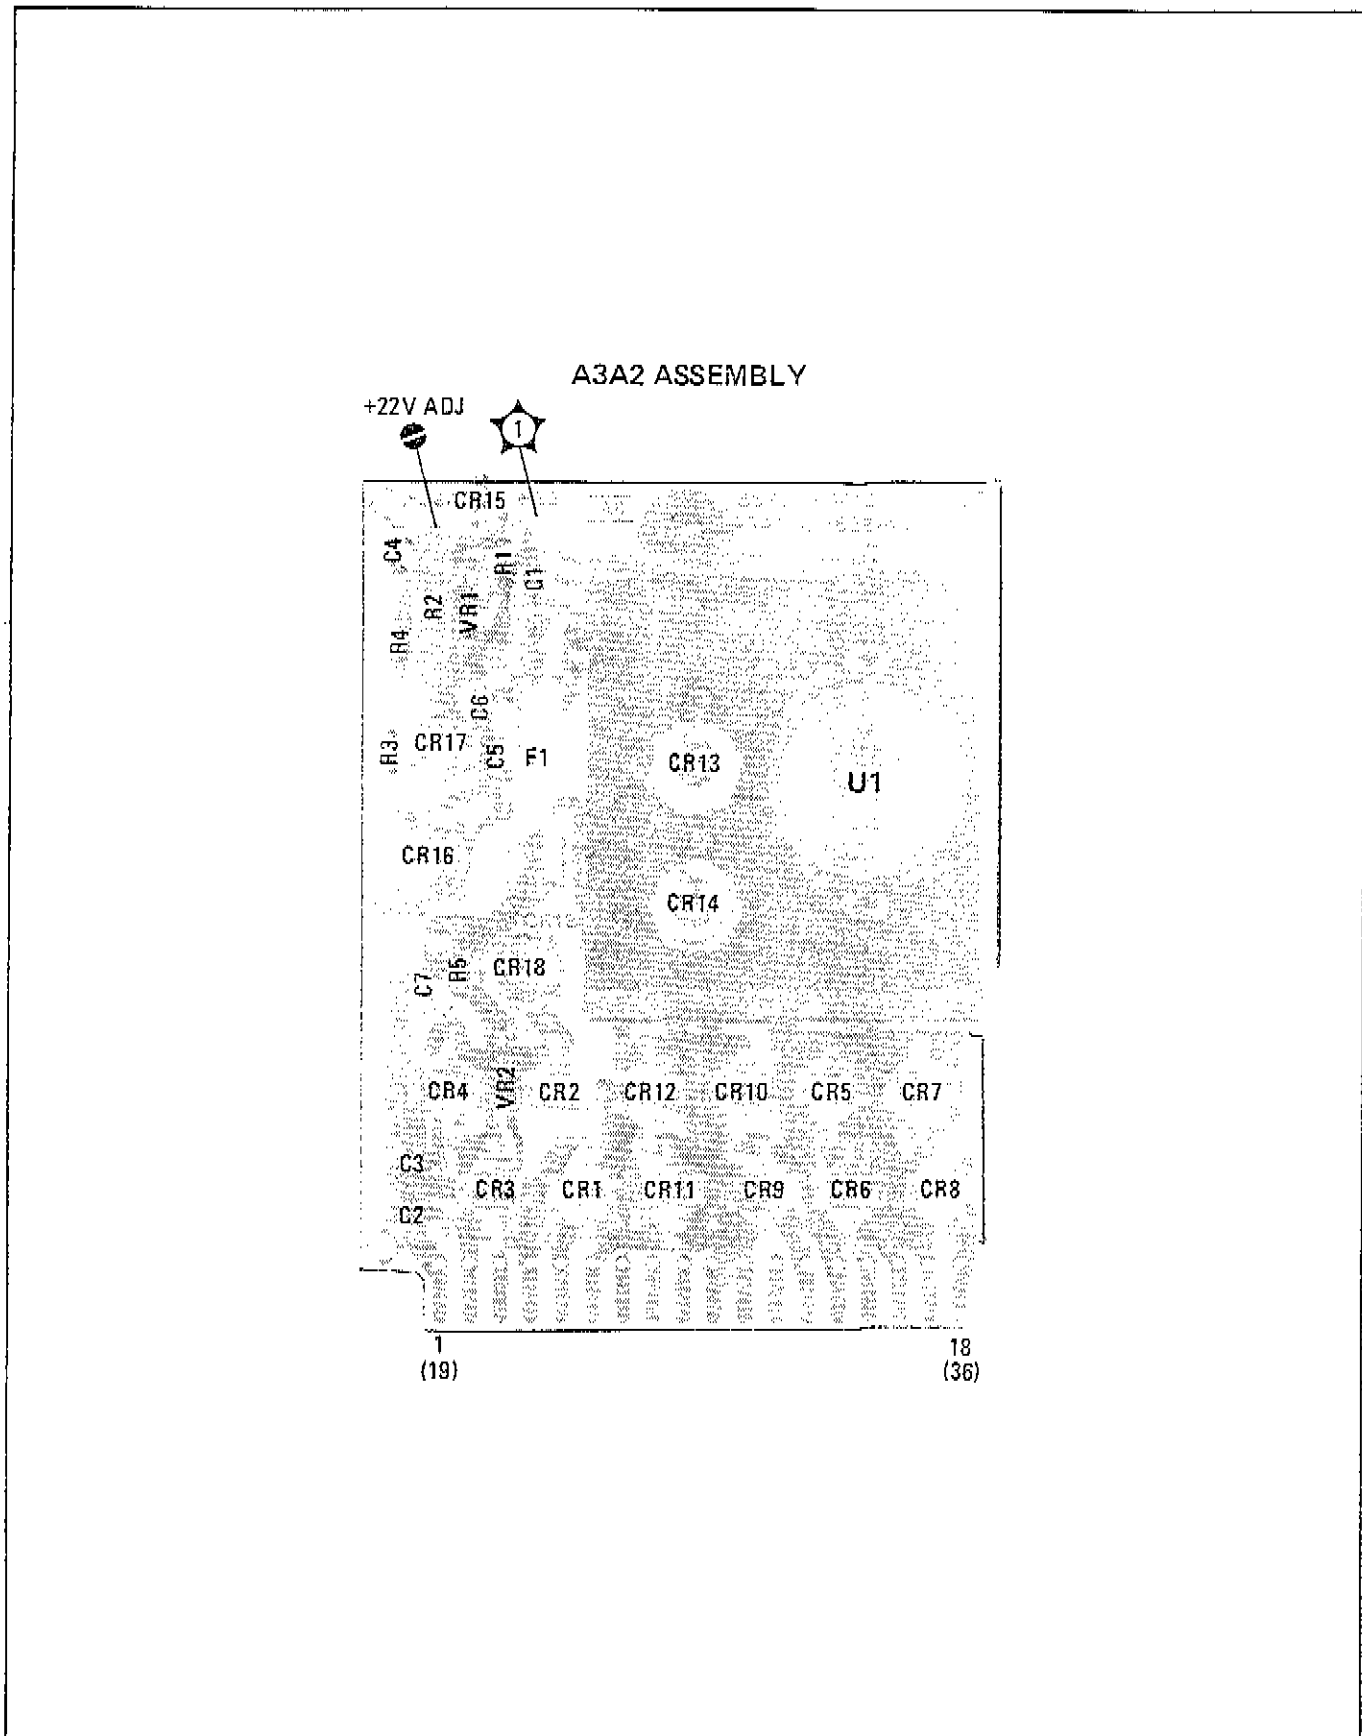 A3A2 ASSEMBLY
+22V ADJ
1
CR15
C4
R1
C1
R2
VR1
R4
C6
R3
CR17
C5
F1
CR13
U1
CR16
CR14
C7
R5
CR18
CR4
VR2
CR2
CR12
CR10
CR5
CR7
C3
CR3
CR1
CR11
CR9
CR6
CR8
C2
1
18
(19)
(36)